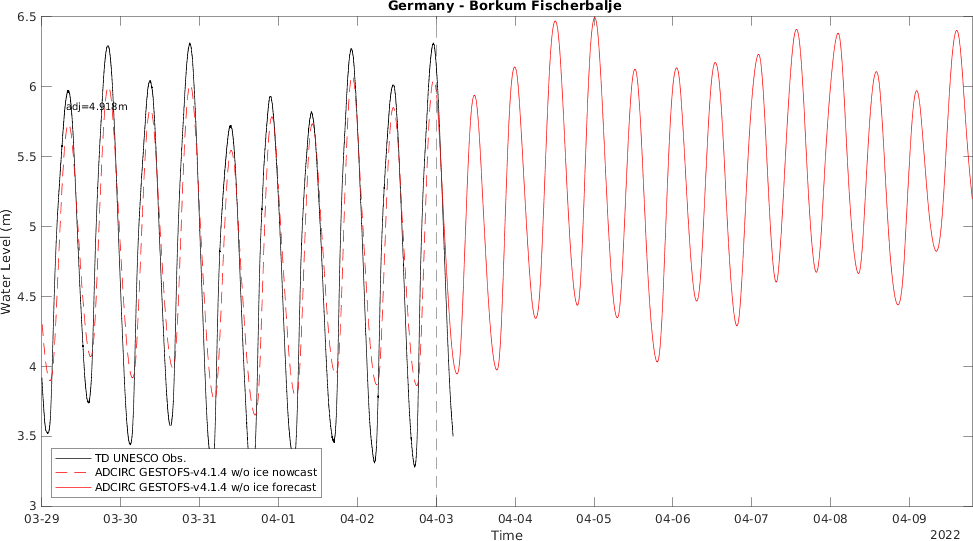 Germany - Borkum Fischerbalje
6.5
6
5.5
5
4.5
4
3.5
3
Water Level (m)
adj=4.918m
TD UNESCO Obs.
ADCIRC GESTOFS-v4.1.4 w/o ice nowcast
ADCIRC GESTOFS-v4.1.4 w/o ice forecast
03-29 03-30 03-31 04-01 04-02 04-03 04-04 04-05 04-06 04-07 04-08 04-09
Time
2022